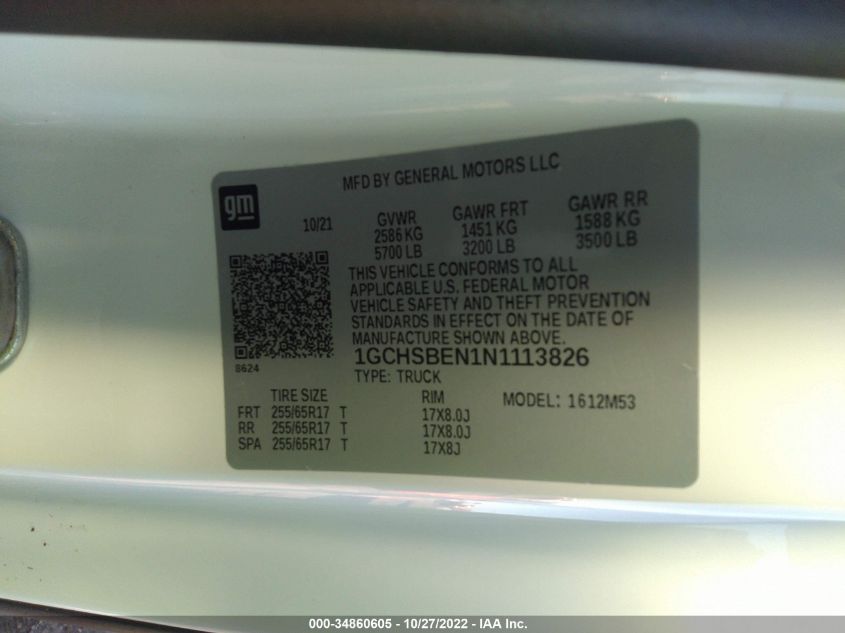 MFD BY GENERAL MOTORS LLC
gm
10/21
GVWR GAWR FRT GAWR RR
2586 KG 1451 KG 1588 KG
5700 LB 3200 LB 3500 LB
THIS VEHICLE CONFORMS TO ALL
APPLICABLE U.S. FEDERAL MOTOR
VEHICLE SAFETY AND THEFT PREVENTION
STANDARDS IN EFFECT ON THE DATE OF
MANUFACTURE SHOWN ABOVE.
1GCHSBEN1N1113826
8624
TYPE: TRUCK
TIRE SIZE RIM MODEL: 1612M53
FRT 255/65R17 T 17X8.0J
RR 255/65R17 T 17X8.0J
SPA 255/65R17 T 17X8J
000-34860605 - 10/27/2022 - IAA Inc.